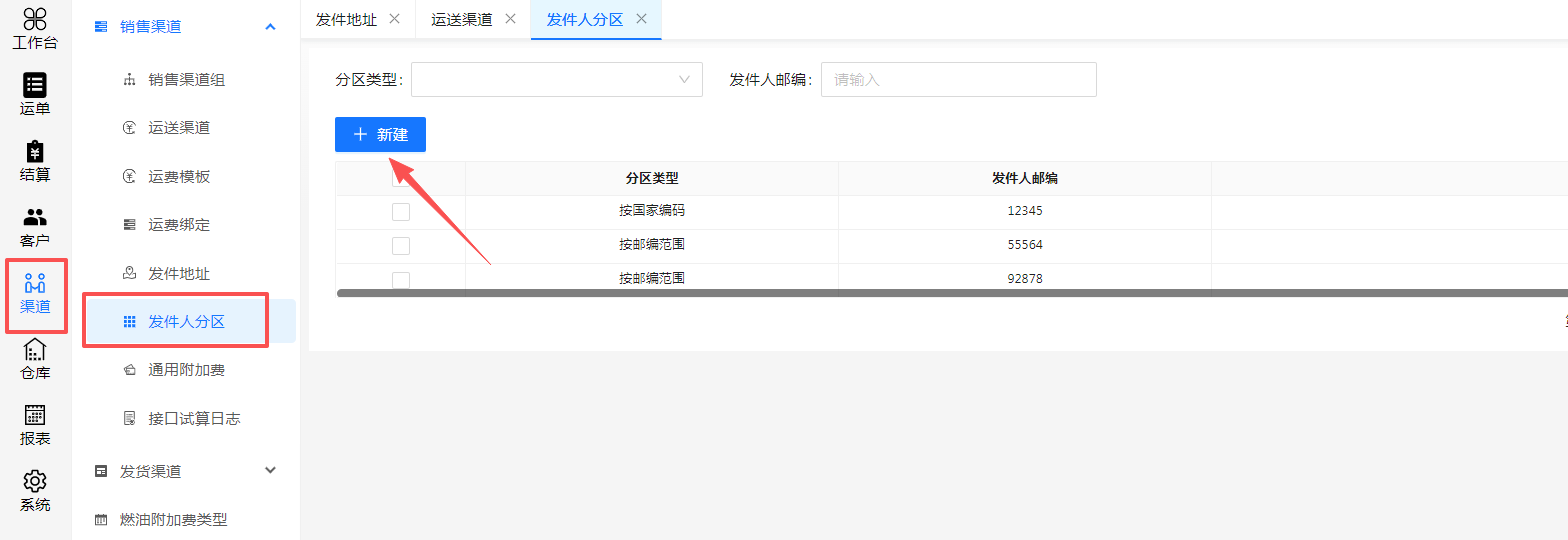 工作台
运单
结算
客户
渠道
仓库
报表
系统
销售渠道
销售渠道组
运送渠道
运费模板
运费绑定
发件地址
发件人分区
通用附加费
接口试算日志
发货渠道
燃油附加费类型
发件地址 运送渠道 发件人分区
分区类型: 发件人邮编: 请输入
新建
分区类型 发件人邮编
按国家编码 12345
按邮编范围 55564
按邮编范围 92878